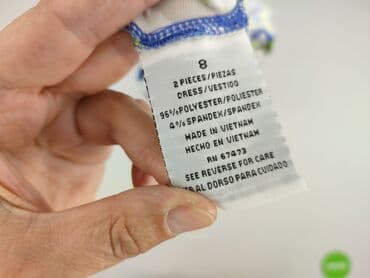 8
2 PIECES/PIEZAS
DRESS/VESTIDO
96% POLYESTER/POLIESTER
4% SPANDEX/SPANDEX
MADE IN VIETNAM
HECHO EN VIETNAM
RN 67473
SEE REVERSE FOR CARE
AL DORSO PARA CUIDADO